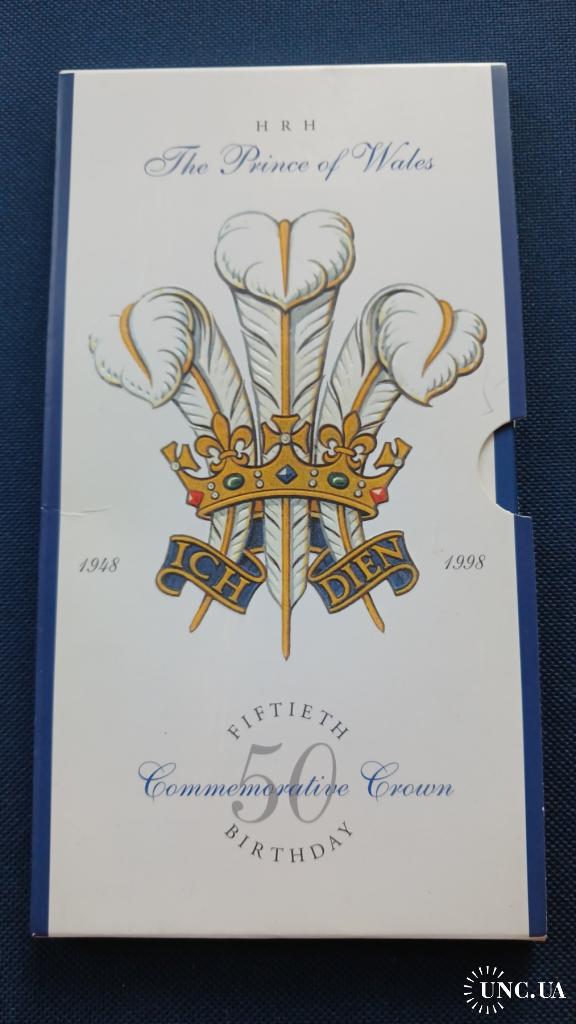 HRH
The Prince of Wales
ICH DIEN
1948 1998
FIFTIETH
50
Commemorative Crown
BIRTHDAY
UNC.UA